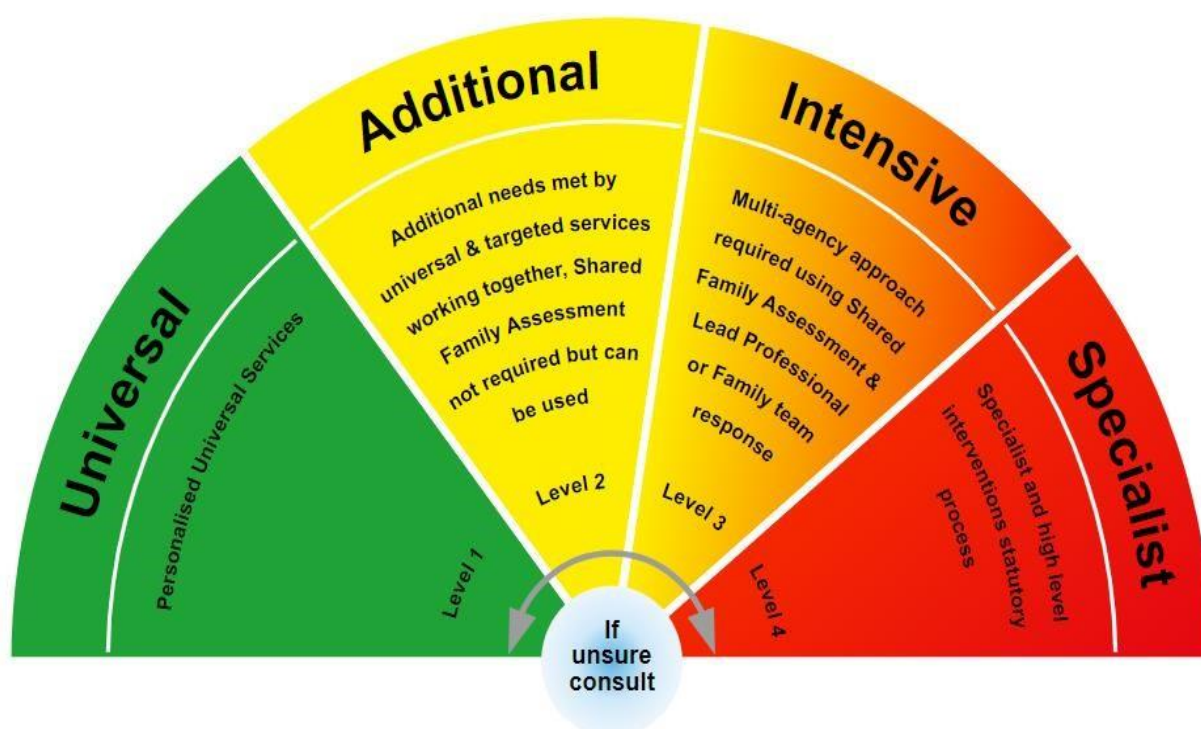 Universal
Personalised Universal Services
Level 1
Additional
Additional needs met by
universal & targeted services
working together, Shared
Family Assessment
not required but can
be used
Level 2
Intensive
Multi-agency approach
required using Shared
Family Assessment &
Lead Professional
or Family team
response
Level 3
Specialist
Specialist and high level
interventions statutory
process
Level 4
If
unsure
consult